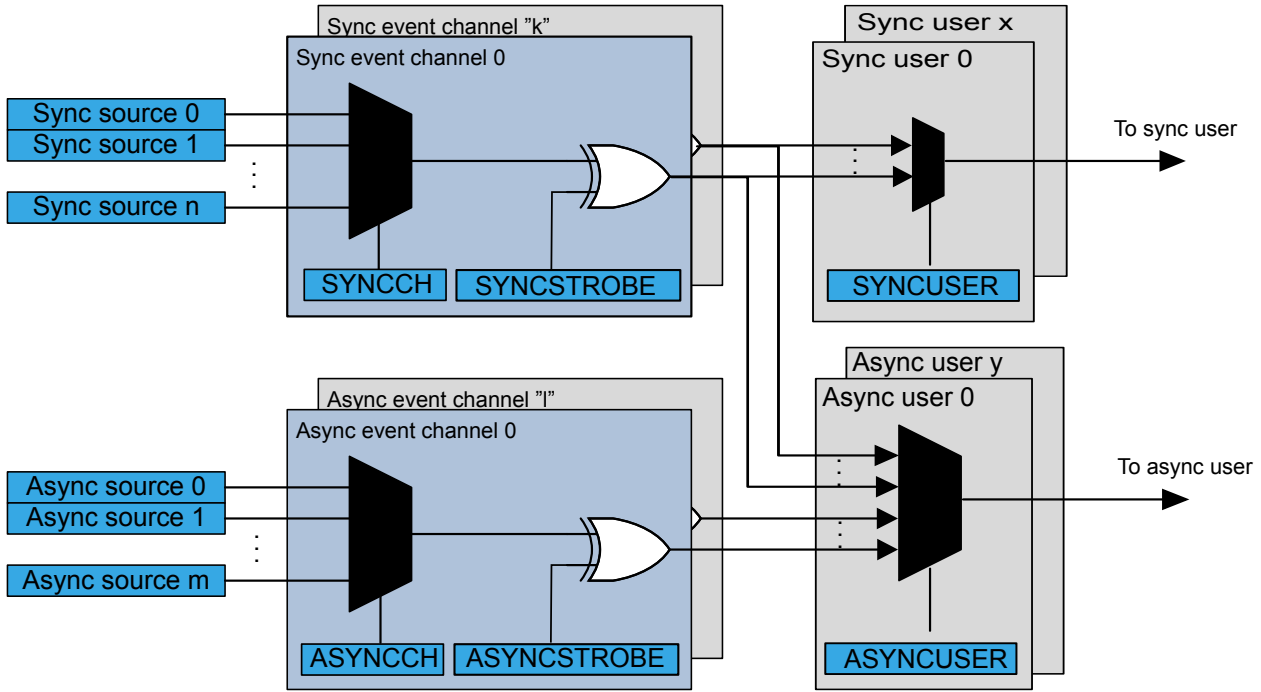 Sync event channel ”k”
Sync event channel 0
Sync user x
Sync user 0
Sync source 0
Sync source 1
Sync source n
To sync user
SYNCCH
SYNCSTROBE
SYNCUSER
Async event channel ”l”
Async event channel 0
Async user y
Async user 0
Async source 0
Async source 1
Async source m
To async user
ASYNCCH
ASYNCSTROBE
ASYNCUSER